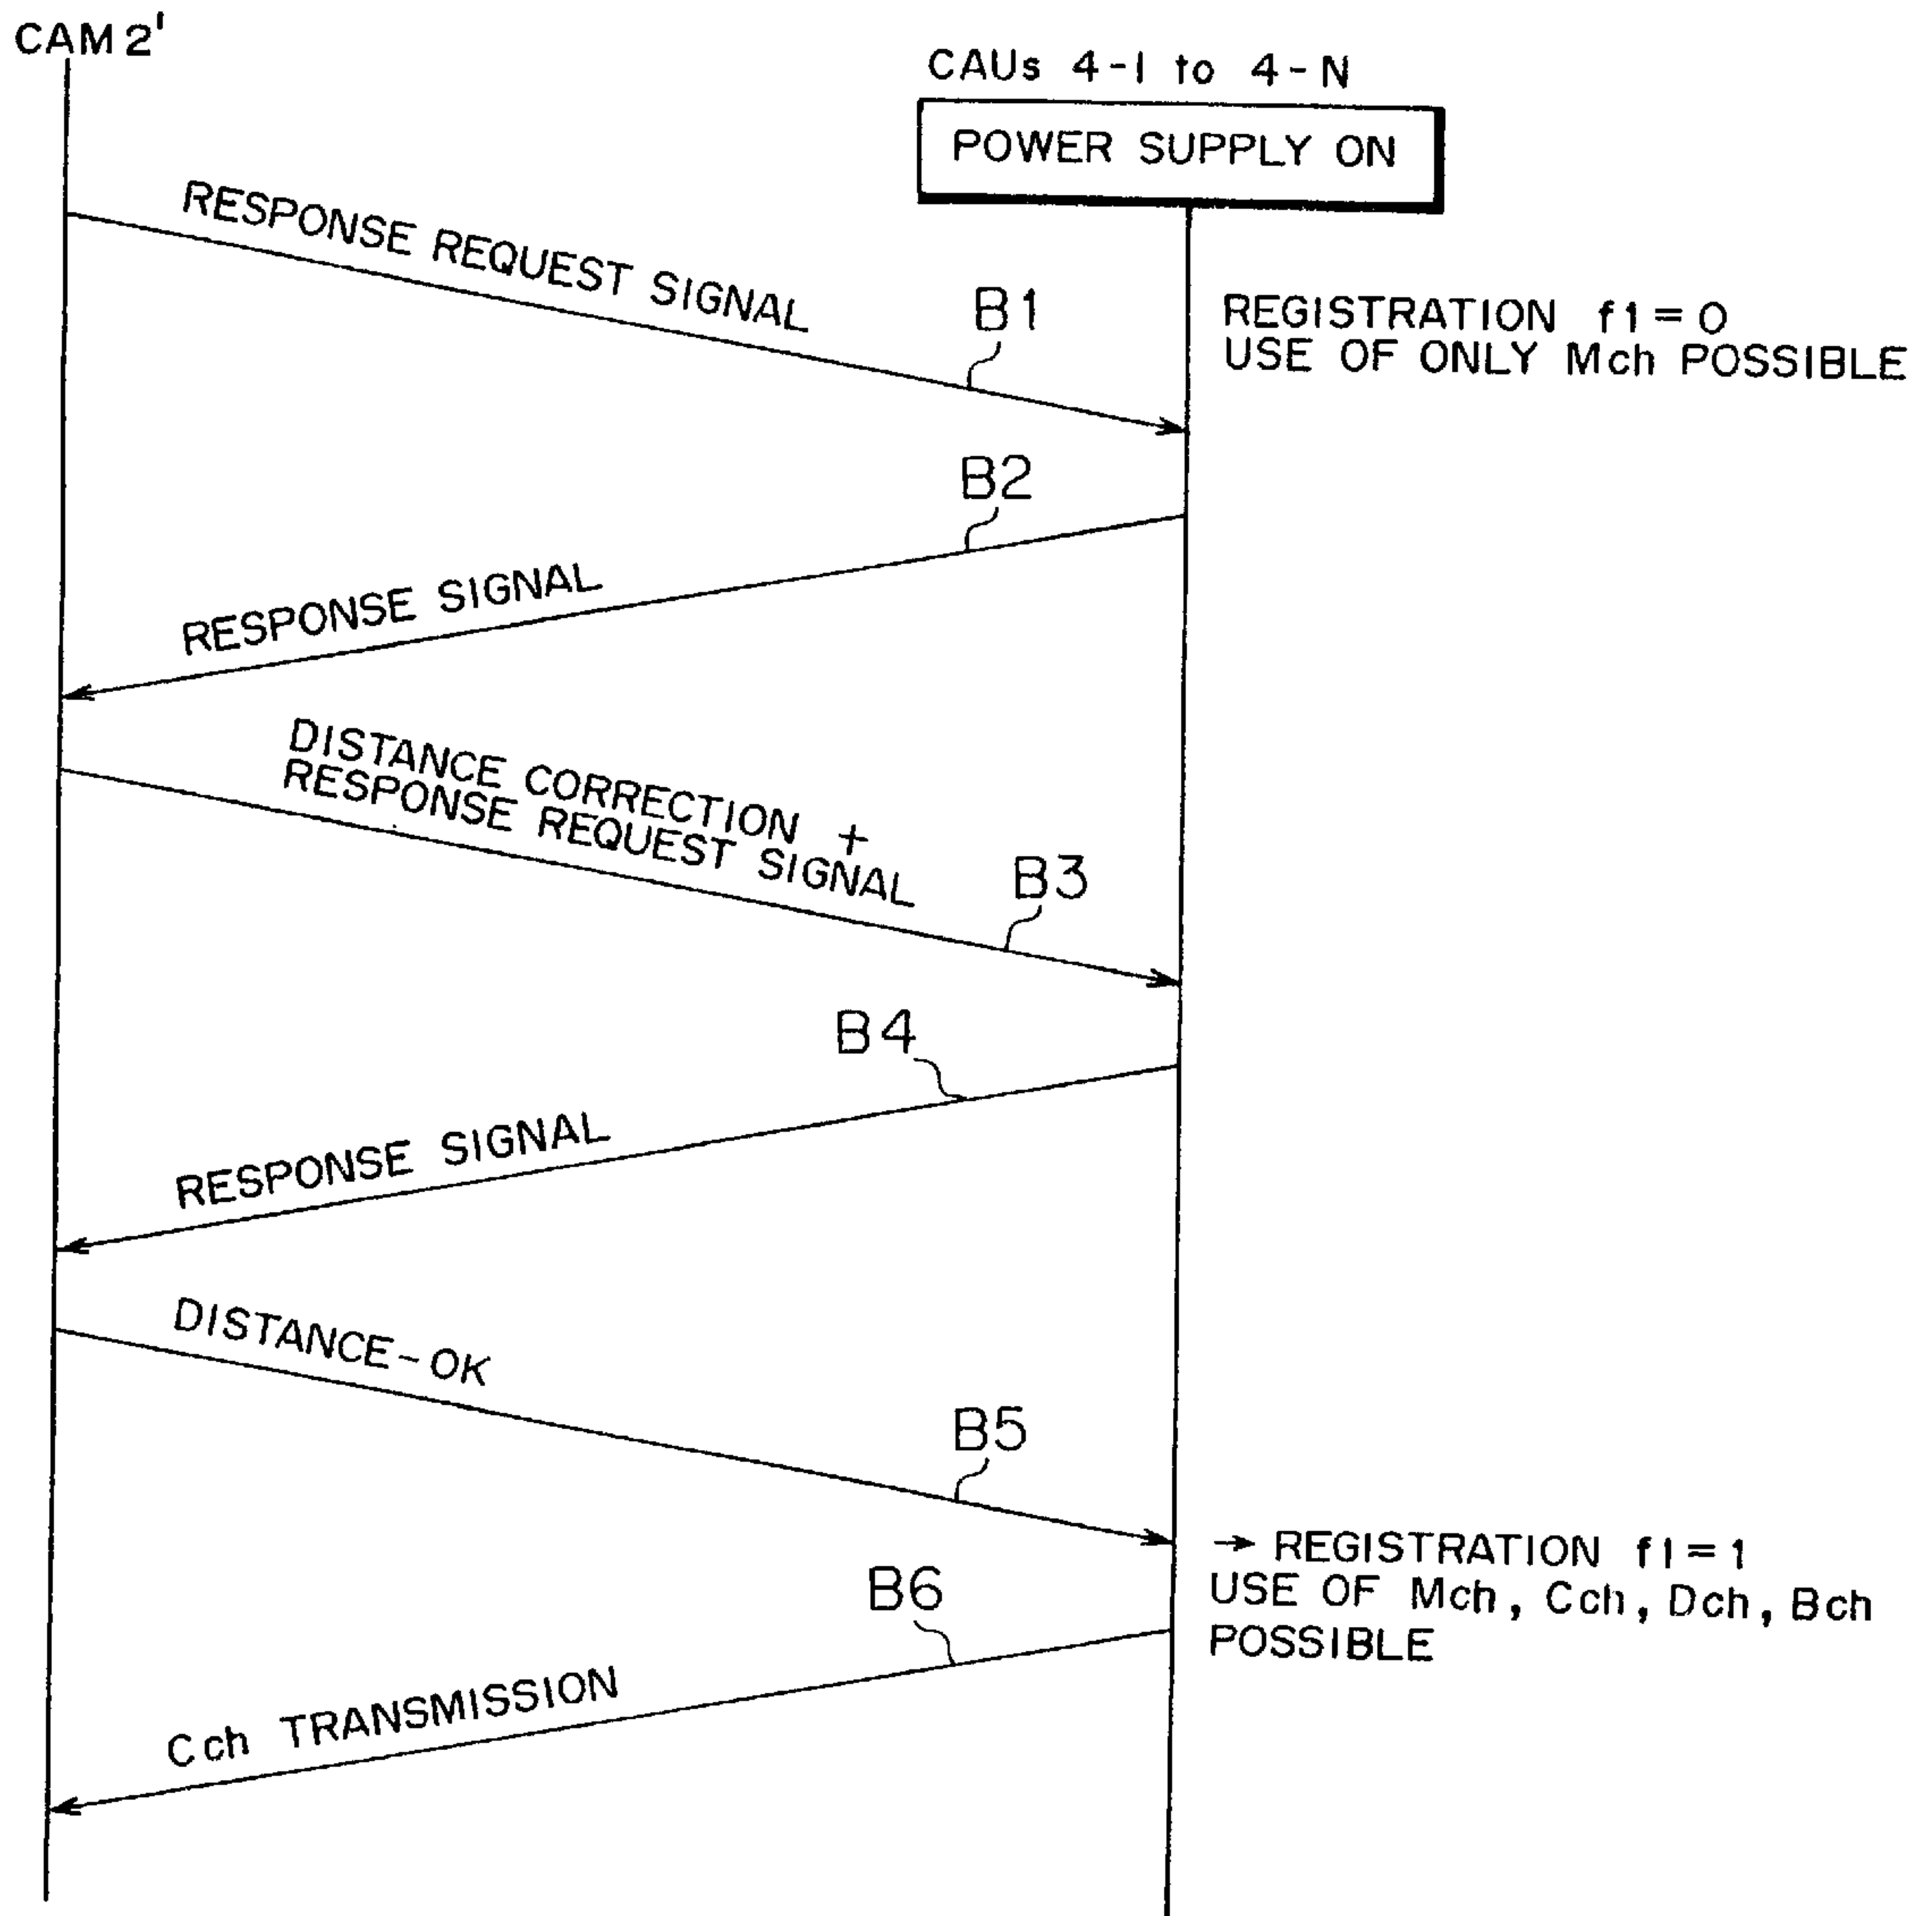 CAM2'
CAUs 4-1 to 4-N
POWER SUPPLY ON
RESPONSE REQUEST SIGNAL
B1
REGISTRATION f1=0
USE OF ONLY Mch POSSIBLE
B2
RESPONSE SIGNAL
DISTANCE CORRECTION +
RESPONSE REQUEST SIGNAL
B3
B4
RESPONSE SIGNAL
DISTANCE-OK
B5
→ REGISTRATION f1=1
USE OF Mch, Cch, Dch, Bch
POSSIBLE
B6
Cch TRANSMISSION